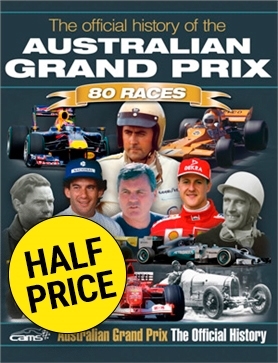 The official history of the
AUSTRALIAN
GRAND PRIX
80 RACES
HALF
PRICE
cams
Australian Grand Prix The Official History